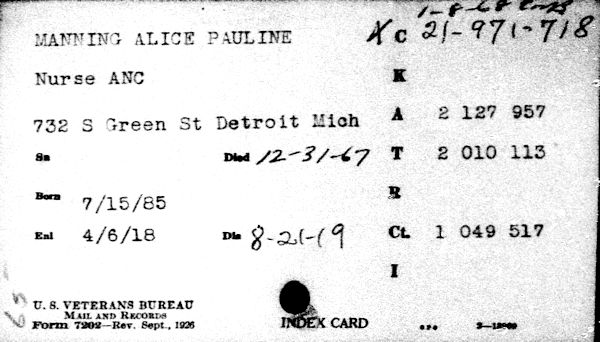 1-8-68
MANNING ALICE PAULINE X C 21-971-718
Nurse ANC K
732 S Green St Detroit Mich A 2 127 957
Sn Died 12-31-67 T 2 010 113
Born 7/15/85 R
Enl 4/6/18 Dis 8-21-19 Ct. 1 049 517
I
U. S. VETERANS BUREAU
MAIL AND RECORDS
Form 7202—Rev. Sept., 1926 INDEX CARD GPO